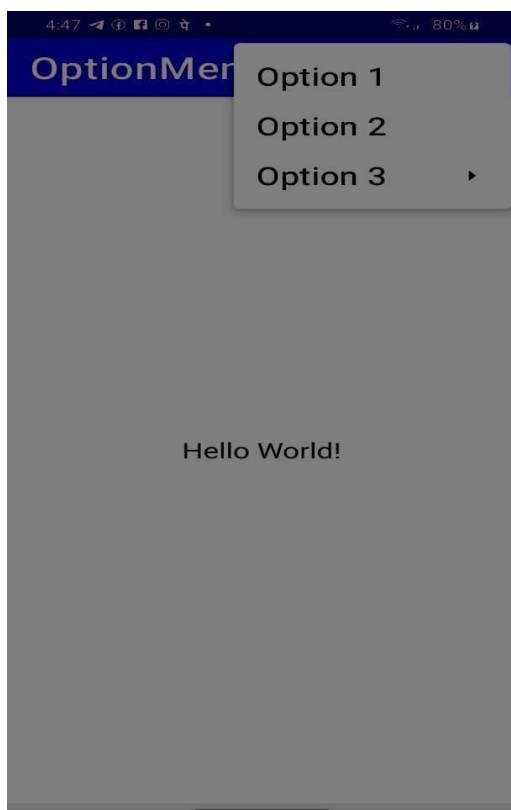 4:47 पे 80%
OptionMen
Option 1
Option 2
Option 3
Hello World!